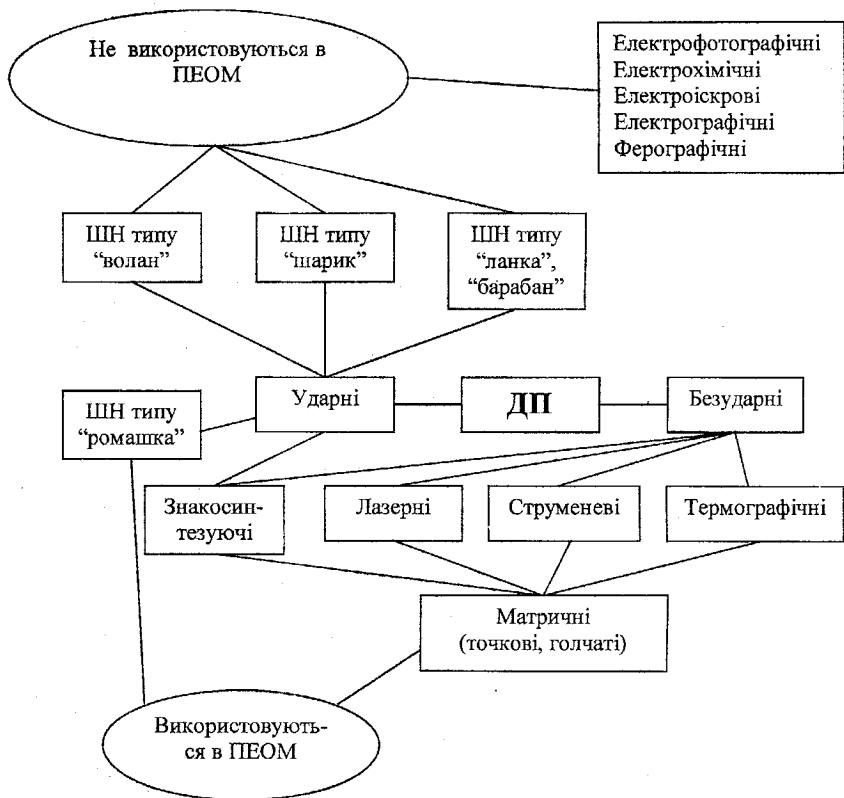 Не використовуються в
ПЕОМ
Електрофотографічні
Електрохімічні
Електроіскрові
Електрографічні
Ферографічні
ШН типу
“волан”
ШН типу
“шарик”
ШН типу
“ланка”,
“барабан”
ШН типу
“ромашка”
Ударні
ДП
Безударні
Знакосин-
тезуючі
Лазерні
Струменеві
Термографічні
Матричні
(точкові, голчаті)
Використовують-
ся в ПЕОМ